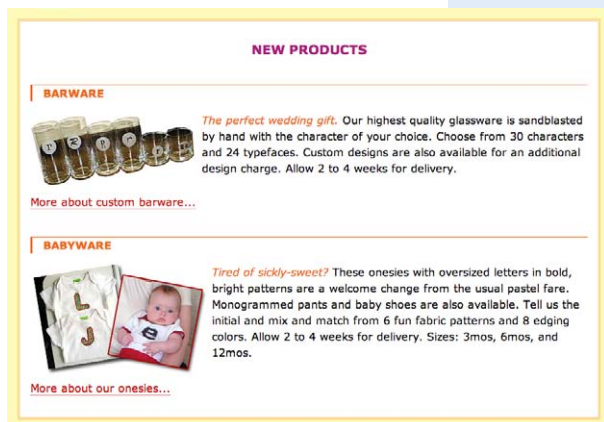 NEW PRODUCTS
BARWARE
The perfect wedding gift. Our highest quality glassware is sandblasted
by hand with the character of your choice. Choose from 30 characters
and 24 typefaces. Custom designs are also available for an additional
design charge. Allow 2 to 4 weeks for delivery.
More about custom barware...
BABYWARE
Tired of sickly-sweet? These onesies with oversized letters in bold,
bright patterns are a welcome change from the usual pastel fare.
Monogrammed pants and baby shoes are also available. Tell us the
initial and mix and match from 6 fun fabric patterns and 8 edging
colors. Allow 2 to 4 weeks for delivery. Sizes: 3mos, 6mos, and
12mos.
L
J
e
More about our onesies...